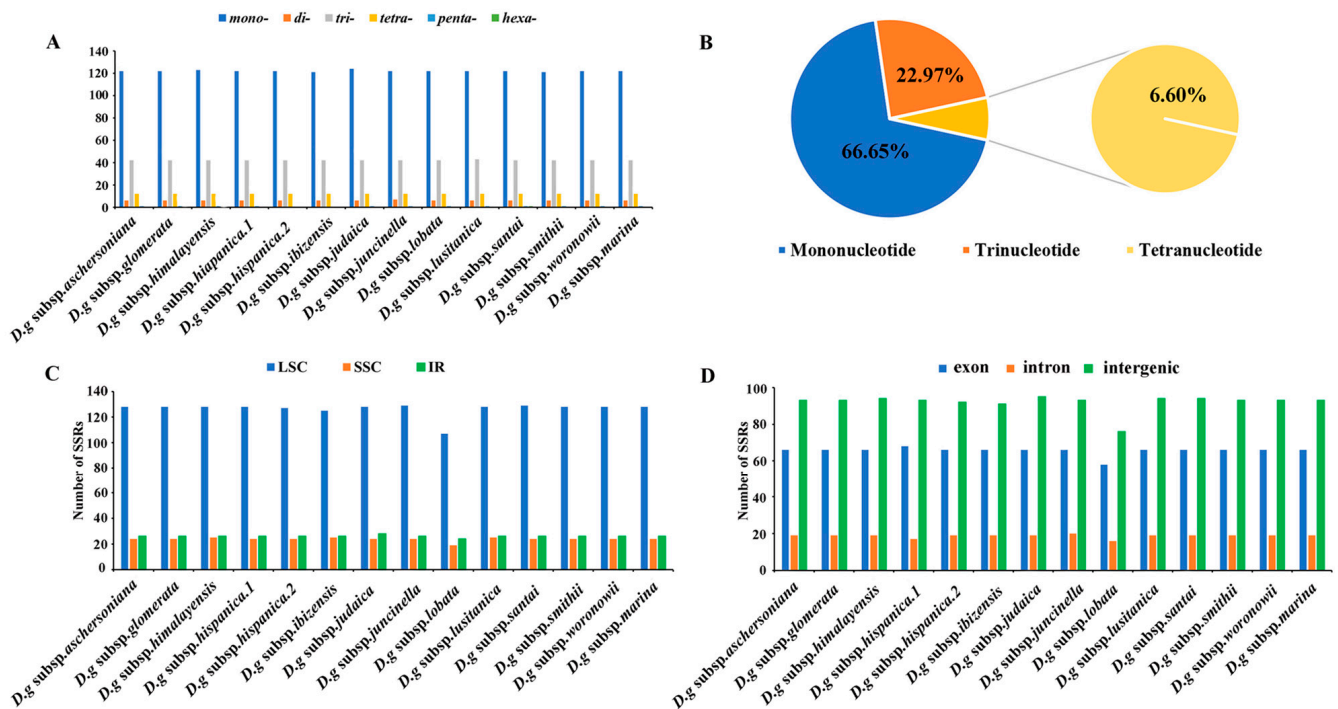 A
mono- di- tri- tetra- penta- hexa-
140
120
100
80
60
40
20
0
D.g subsp.aschersoniana
D.g subsp.glomerata
D.g subsp.himalayensis
D.g subsp.hiapanica.1
D.g subsp.hispanica.2
D.g subsp.ibizensis
D.g subsp.judaica
D.g subsp.juncinella
D.g subsp.lobata
D.g subsp.lusitanica
D.g subsp.santai
D.g subsp.smithii
D.g subsp.woronowii
D.g subsp.marina
B
22.97%
66.65%
6.60%
Mononucleotide Trinucleotide Tetranucleotide
C
LSC SSC IR
Number of SSRs
140
120
100
80
60
40
20
0
D.g subsp.aschersoniana
D.g subsp.glomerata
D.g subsp.himalayensis
D.g subsp.hispanica.1
D.g subsp.hispanica.2
D.g subsp.ibizensis
D.g subsp.judaica
D.g subsp.juncinella
D.g subsp.lobata
D.g subsp.lusitanica
D.g subsp.santai
D.g subsp.smithii
D.g subsp.woronowii
D.g subsp.marina
D
exon intron intergenic
Number of SSRs
100
80
60
40
20
0
D.g subsp.aschersoniana
D.g subsp.glomerata
D.g subsp.himalayensis
D.g subsp.hispanica.1
D.g subsp.hispanica.2
D.g subsp.ibizensis
D.g subsp.judaica
D.g subsp.juncinella
D.g subsp.lobata
D.g subsp.lusitanica
D.g subsp.santai
D.g subsp.smithii
D.g subsp.woronowii
D.g subsp.marina